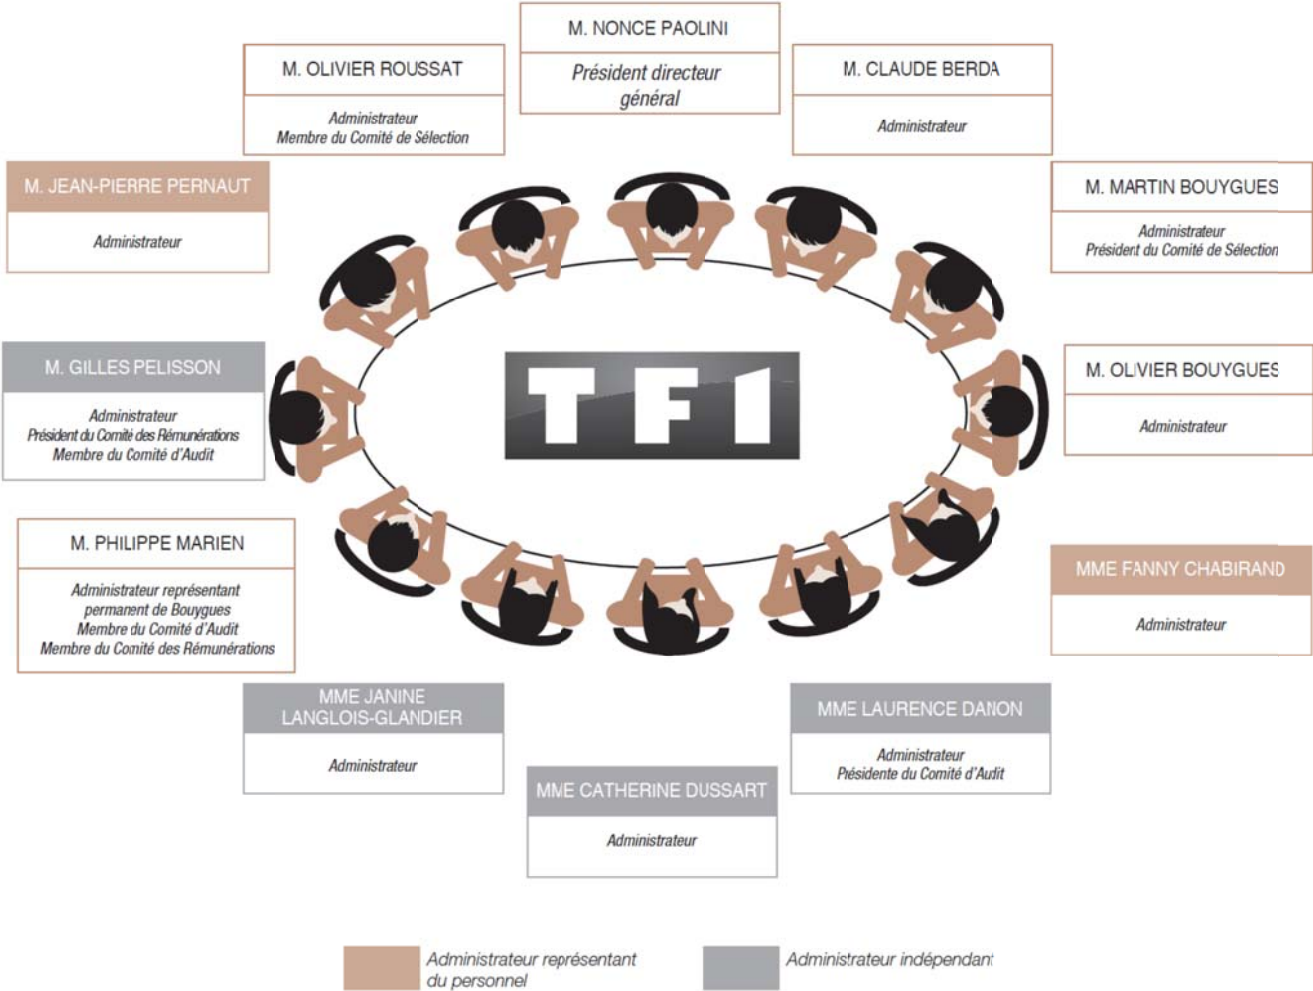 M. NONCE PAOLINI
Président directeur
général
M. OLIVIER ROUSSAT
Administrateur
Membre du Comité de Sélection
M. CLAUDE BERDA
Administrateur
M. JEAN-PIERRE PERNAUT
Administrateur
M. MARTIN BOUYGUES
Administrateur
Président du Comité de Sélection
M. GILLES PELISSON
Administrateur
Président du Comité des Rémunérations
Membre du Comité d'Audit
TF1
M. OLIVIER BOUYGUES
Administrateur
M. PHILIPPE MARIEN
Administrateur représentant
permanent de Bouygues
Membre du Comité d'Audit
Membre du Comité des Rémunérations
MME FANNY CHABIRAND
Administrateur
MME JANINE
LANGLOIS-GLANDIER
Administrateur
MME LAURENCE DANON
Administrateur
Présidente du Comité d'Audit
MME CATHERINE DUSSART
Administrateur
Administrateur représentant
du personnel
Administrateur indépendant